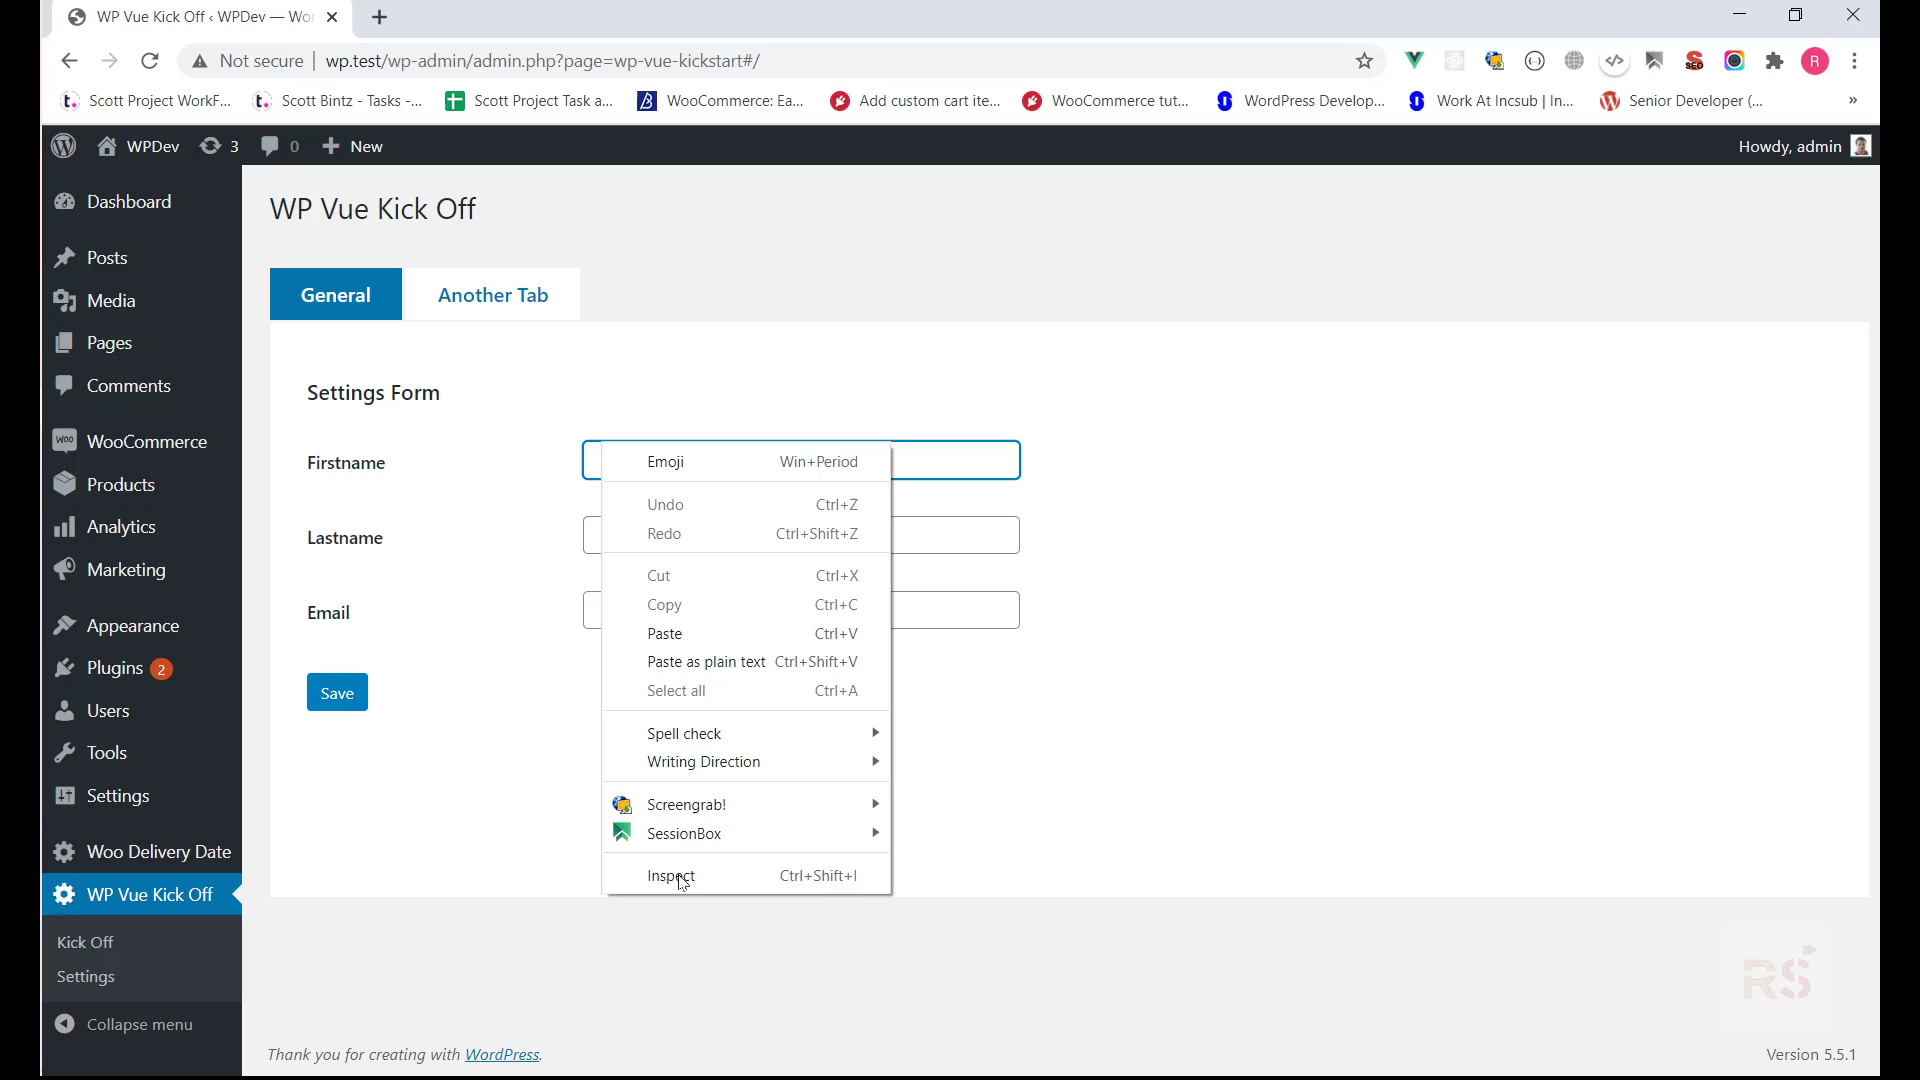 WP Vue Kick Off ‹ WPDev — Wor
Not secure | wp.test/wp-admin/admin.php?page=wp-vue-kickstart#/
R
Scott Project WorkF...
Scott Bintz - Tasks -...
Scott Project Task a...
WooCommerce: Ea...
Add custom cart ite...
WooCommerce tut...
WordPress Develop...
Work At Incsub | In...
Senior Developer (...
»
WPDev
3
0
New
Howdy, admin
Dashboard
Posts
Media
Pages
Comments
WooCommerce
Products
Analytics
Marketing
Appearance
Plugins 2
Users
Tools
Settings
Woo Delivery Date
WP Vue Kick Off
Kick Off
Settings
Collapse menu
WP Vue Kick Off
General
Another Tab
Settings Form
Firstname
Lastname
Email
Save
Emoji Win+Period
Undo Ctrl+Z
Redo Ctrl+Shift+Z
Cut Ctrl+X
Copy Ctrl+C
Paste Ctrl+V
Paste as plain text Ctrl+Shift+V
Select all Ctrl+A
Spell check
Writing Direction
Screengrab!
SessionBox
Inspect Ctrl+Shift+I
RS
Thank you for creating with WordPress.
Version 5.5.1